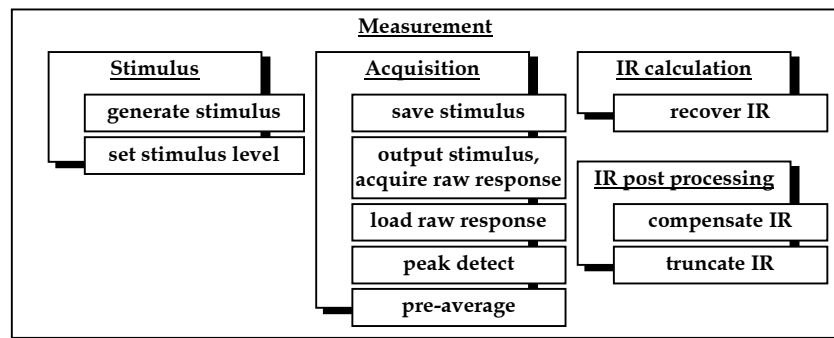 Measurement
Stimulus
generate stimulus
set stimulus level
Acquisition
save stimulus
output stimulus,
acquire raw response
load raw response
peak detect
pre-average
IR calculation
recover IR
IR post processing
compensate IR
truncate IR